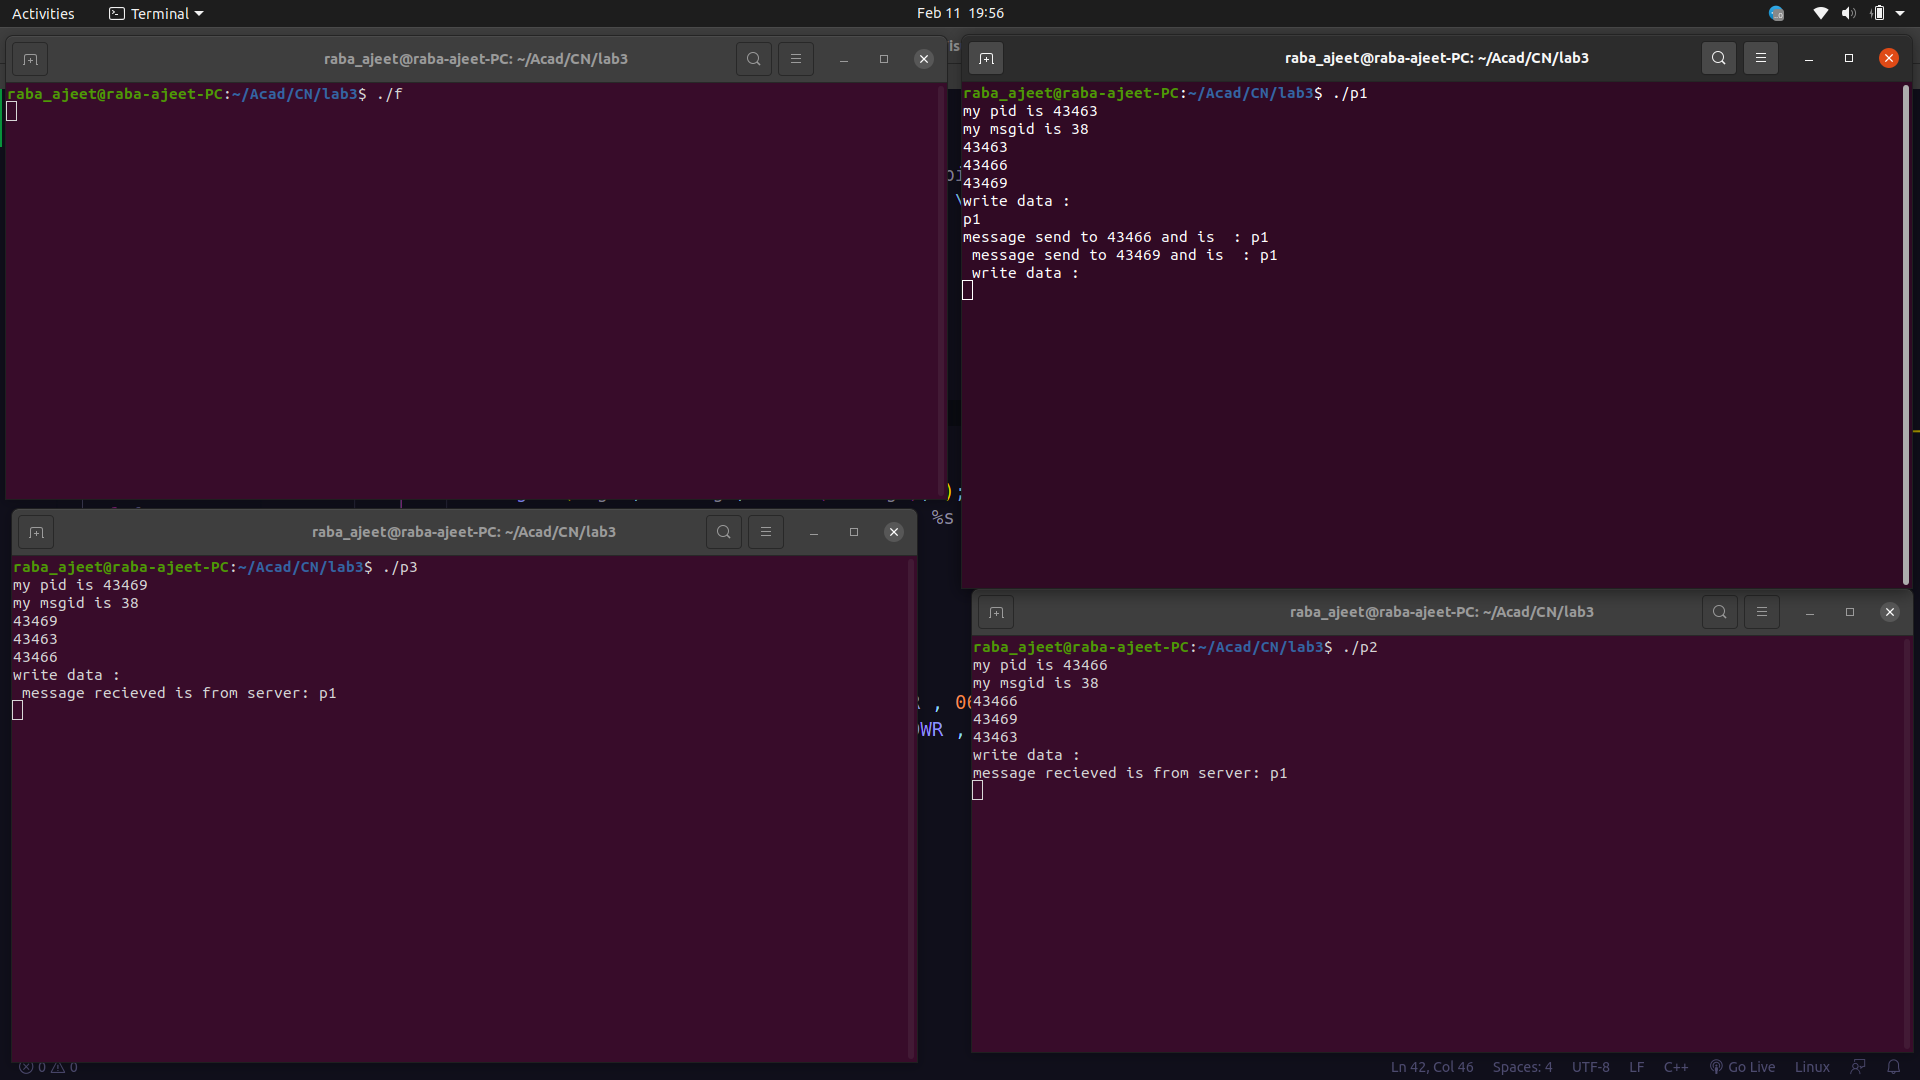 Activities
Terminal
Feb 11 19:56
raba_ajeet@raba-ajeet-PC: ~/Acad/CN/lab3
raba_ajeet@raba-ajeet-PC:~/Acad/CN/lab3$ ./f
raba_ajeet@raba-ajeet-PC: ~/Acad/CN/lab3
raba_ajeet@raba-ajeet-PC:~/Acad/CN/lab3$ ./p1
my pid is 43463
my msgid is 38
43463
43466
43469
write data :
p1
message send to 43466 and is  : p1
 message send to 43469 and is  : p1
 write data :
);
%s
raba_ajeet@raba-ajeet-PC: ~/Acad/CN/lab3
raba_ajeet@raba-ajeet-PC:~/Acad/CN/lab3$ ./p3
my pid is 43469
my msgid is 38
43469
43463
43466
write data :
 message recieved is from server: p1
raba_ajeet@raba-ajeet-PC: ~/Acad/CN/lab3
raba_ajeet@raba-ajeet-PC:~/Acad/CN/lab3$ ./p2
my pid is 43466
my msgid is 38
43466
43469
43463
write data :
message recieved is from server: p1
0 0
Ln 42, Col 46
Spaces: 4
UTF-8
LF
C++
Go Live
Linux